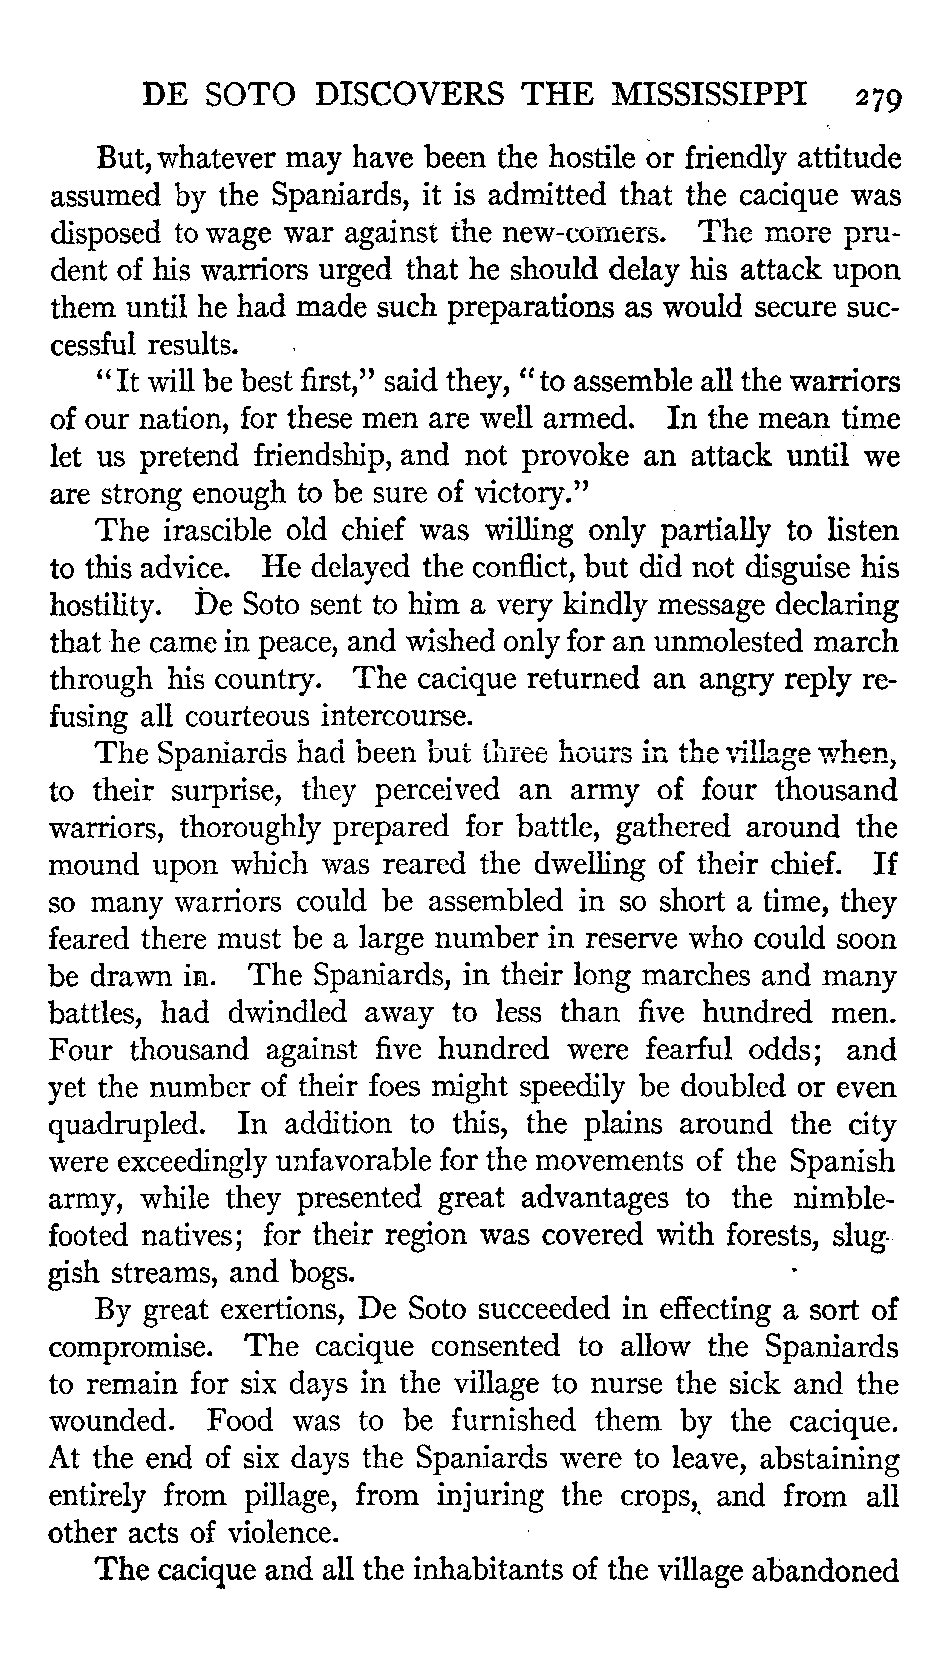 DE SOTO DISCOVERS THE MISSISSIPPI 279
But, whatever may have been the hostile or friendly attitude
assumed by the Spaniards, it is admitted that the cacique was
disposed to wage war against the new-comers. The more pru-
dent of his warriors urged that he should delay his attack upon
them until he had made such preparations as would secure suc-
cessful results.
"It will be best first," said they, "to assemble all the warriors
of our nation, for these men are well armed. In the mean time
let us pretend friendship, and not provoke an attack until we
are strong enough to be sure of victory."
The irascible old chief was willing only partially to listen
to this advice. He delayed the conflict, but did not disguise his
hostility. De Soto sent to him a very kindly message declaring
that he came in peace, and wished only for an unmolested march
through his country. The cacique returned an angry reply re-
fusing all courteous intercourse.
The Spaniards had been but three hours in the village when,
to their surprise, they perceived an army of four thousand
warriors, thoroughly prepared for battle, gathered around the
mound upon which was reared the dwelling of their chief. If
so many warriors could be assembled in so short a time, they
feared there must be a large number in reserve who could soon
be drawn in. The Spaniards, in their long marches and many
battles, had dwindled away to less than five hundred men.
Four thousand against five hundred were fearful odds; and
yet the number of their foes might speedily be doubled or even
quadrupled. In addition to this, the plains around the city
were exceedingly unfavorable for the movements of the Spanish
army, while they presented great advantages to the nimble-
footed natives; for their region was covered with forests, slug-
gish streams, and bogs.
By great exertions, De Soto succeeded in effecting a sort of
compromise. The cacique consented to allow the Spaniards
to remain for six days in the village to nurse the sick and the
wounded. Food was to be furnished them by the cacique.
At the end of six days the Spaniards were to leave, abstaining
entirely from pillage, from injuring the crops, and from all
other acts of violence.
The cacique and all the inhabitants of the village abandoned